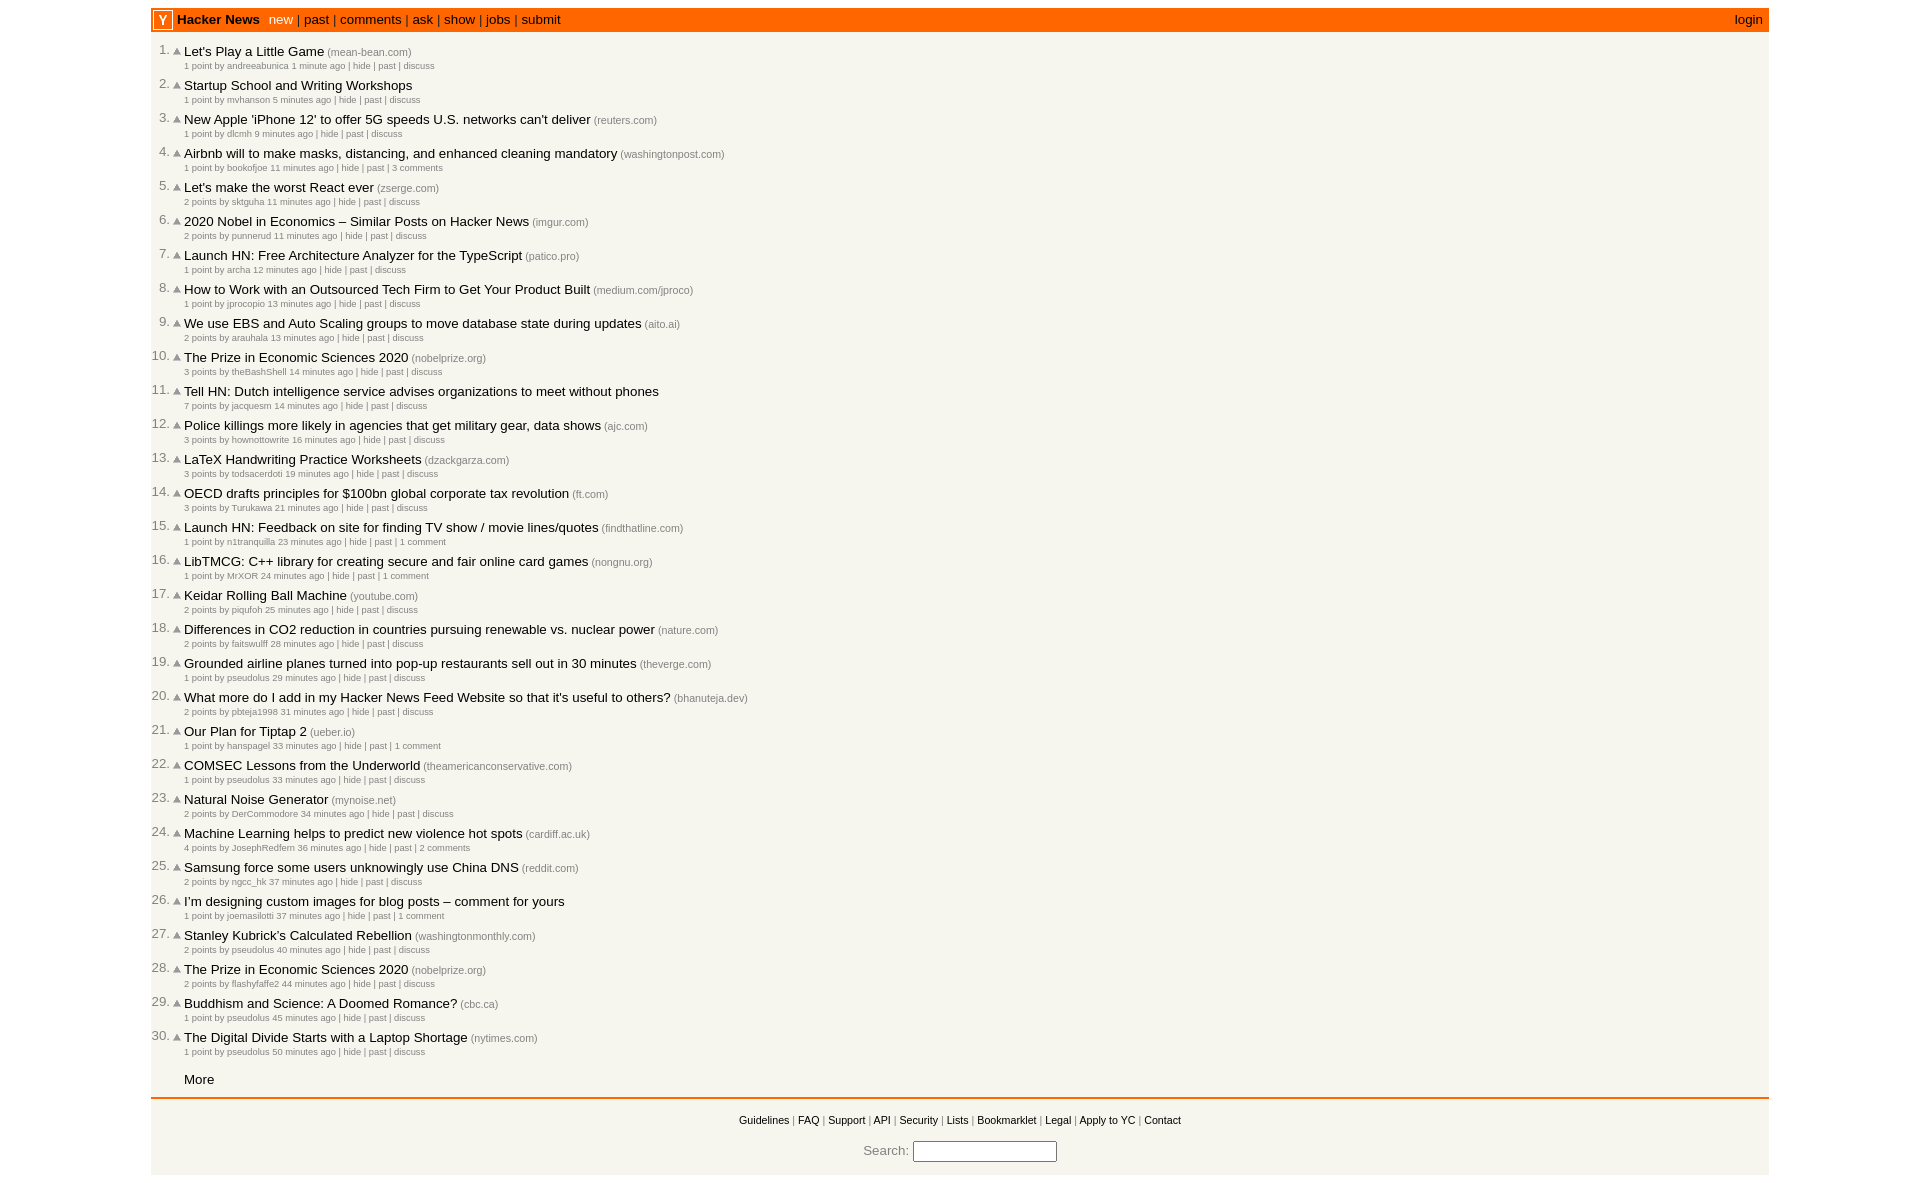 Y Hacker News new | past | comments | ask | show | jobs | submit login
1. Let's Play a Little Game (mean-bean.com)
1 point by andreeabunica 1 minute ago | hide | past | discuss
2. Startup School and Writing Workshops
1 point by mvhanson 5 minutes ago | hide | past | discuss
3. New Apple 'iPhone 12' to offer 5G speeds U.S. networks can't deliver (reuters.com)
1 point by dlcmh 9 minutes ago | hide | past | discuss
4. Airbnb will to make masks, distancing, and enhanced cleaning mandatory (washingtonpost.com)
1 point by bookofjoe 11 minutes ago | hide | past | 3 comments
5. Let's make the worst React ever (zserge.com)
2 points by sktguha 11 minutes ago | hide | past | discuss
6. 2020 Nobel in Economics – Similar Posts on Hacker News (imgur.com)
2 points by punnerud 11 minutes ago | hide | past | discuss
7. Launch HN: Free Architecture Analyzer for the TypeScript (patico.pro)
1 point by archa 12 minutes ago | hide | past | discuss
8. How to Work with an Outsourced Tech Firm to Get Your Product Built (medium.com/jproco)
1 point by jprocopio 13 minutes ago | hide | past | discuss
9. We use EBS and Auto Scaling groups to move database state during updates (aito.ai)
2 points by arauhala 13 minutes ago | hide | past | discuss
10. The Prize in Economic Sciences 2020 (nobelprize.org)
3 points by theBashShell 14 minutes ago | hide | past | discuss
11. Tell HN: Dutch intelligence service advises organizations to meet without phones
7 points by jacquesm 14 minutes ago | hide | past | discuss
12. Police killings more likely in agencies that get military gear, data shows (ajc.com)
3 points by hownottowrite 16 minutes ago | hide | past | discuss
13. LaTeX Handwriting Practice Worksheets (dzackgarza.com)
3 points by todsacerdoti 19 minutes ago | hide | past | discuss
14. OECD drafts principles for $100bn global corporate tax revolution (ft.com)
3 points by Turukawa 21 minutes ago | hide | past | discuss
15. Launch HN: Feedback on site for finding TV show / movie lines/quotes (findthatline.com)
1 point by n1tranquilla 23 minutes ago | hide | past | 1 comment
16. LibTMCG: C++ library for creating secure and fair online card games (nongnu.org)
1 point by MrXOR 24 minutes ago | hide | past | 1 comment
17. Keidar Rolling Ball Machine (youtube.com)
2 points by piqufoh 25 minutes ago | hide | past | discuss
18. Differences in CO2 reduction in countries pursuing renewable vs. nuclear power (nature.com)
2 points by faitswulff 28 minutes ago | hide | past | discuss
19. Grounded airline planes turned into pop-up restaurants sell out in 30 minutes (theverge.com)
1 point by pseudolus 29 minutes ago | hide | past | discuss
20. What more do I add in my Hacker News Feed Website so that it's useful to others? (bhanuteja.dev)
2 points by pbteja1998 31 minutes ago | hide | past | discuss
21. Our Plan for Tiptap 2 (ueber.io)
1 point by hanspagel 33 minutes ago | hide | past | 1 comment
22. COMSEC Lessons from the Underworld (theamericanconservative.com)
1 point by pseudolus 33 minutes ago | hide | past | discuss
23. Natural Noise Generator (mynoise.net)
2 points by DerCommodore 34 minutes ago | hide | past | discuss
24. Machine Learning helps to predict new violence hot spots (cardiff.ac.uk)
4 points by JosephRedfern 36 minutes ago | hide | past | 2 comments
25. Samsung force some users unknowingly use China DNS (reddit.com)
2 points by ngcc_hk 37 minutes ago | hide | past | discuss
26. I’m designing custom images for blog posts – comment for yours
1 point by joemasilotti 37 minutes ago | hide | past | 1 comment
27. Stanley Kubrick’s Calculated Rebellion (washingtonmonthly.com)
2 points by pseudolus 40 minutes ago | hide | past | discuss
28. The Prize in Economic Sciences 2020 (nobelprize.org)
2 points by flashyfaffe2 44 minutes ago | hide | past | discuss
29. Buddhism and Science: A Doomed Romance? (cbc.ca)
1 point by pseudolus 45 minutes ago | hide | past | discuss
30. The Digital Divide Starts with a Laptop Shortage (nytimes.com)
1 point by pseudolus 50 minutes ago | hide | past | discuss
More
Guidelines | FAQ | Support | API | Security | Lists | Bookmarklet | Legal | Apply to YC | Contact
Search: